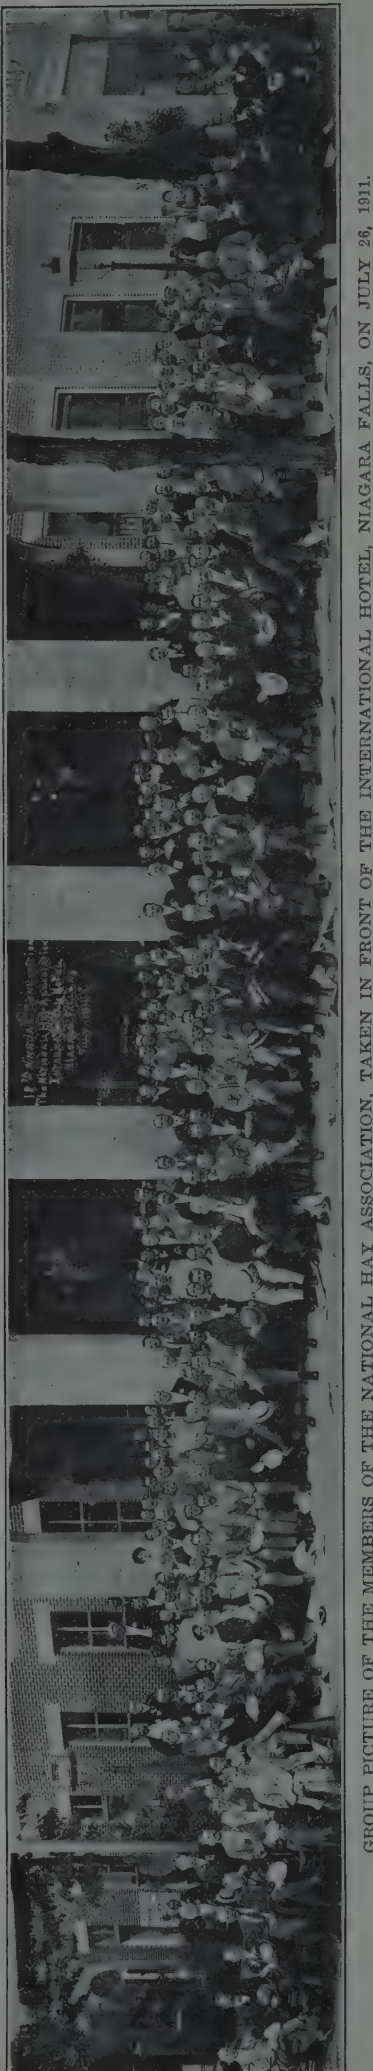 GROUP PICTURE OF THE MEMBERS OF THE NATIONAL HAY ASSOCIATION, TAKEN IN FRONT OF THE INTERNATIONAL HOTEL, NIAGARA FALLS, ON JULY 26, 1911.
ANNUAL